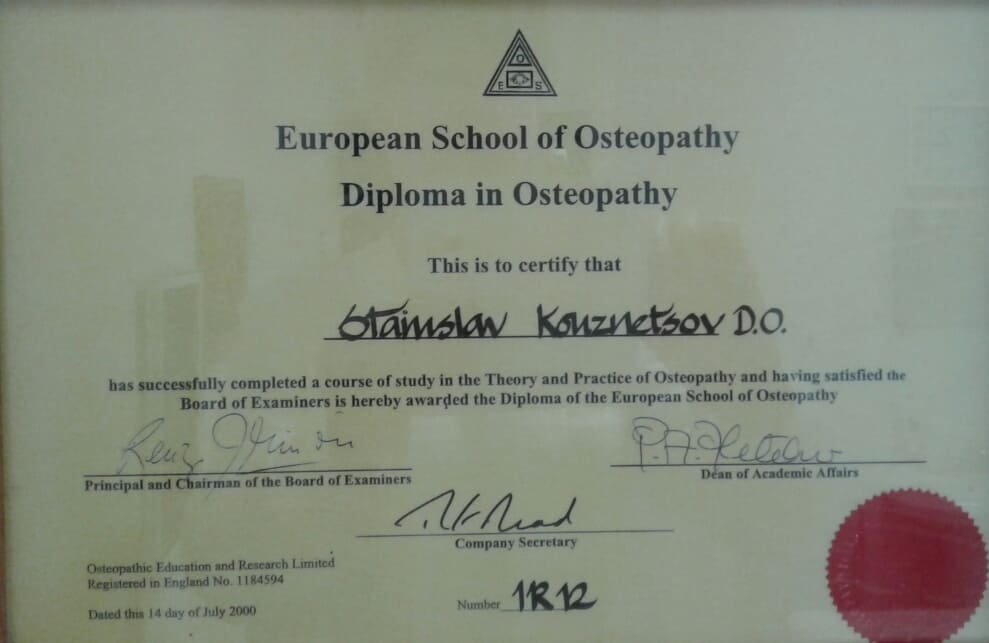 O
E S
European School of Osteopathy
Diploma in Osteopathy
This is to certify that
Stanislav Kouznetsov D.O.
has successfully completed a course of study in the Theory and Practice of Osteopathy and having satisfied the
Board of Examiners is hereby awarded the Diploma of the European School of Osteopathy
P.A. Fletcher
Principal and Chairman of the Board of Examiners
Dean of Academic Affairs
Company Secretary
Osteopathic Education and Research Limited
Registered in England No. 1184594
Dated this 14 day of July 2000
Number 1R12